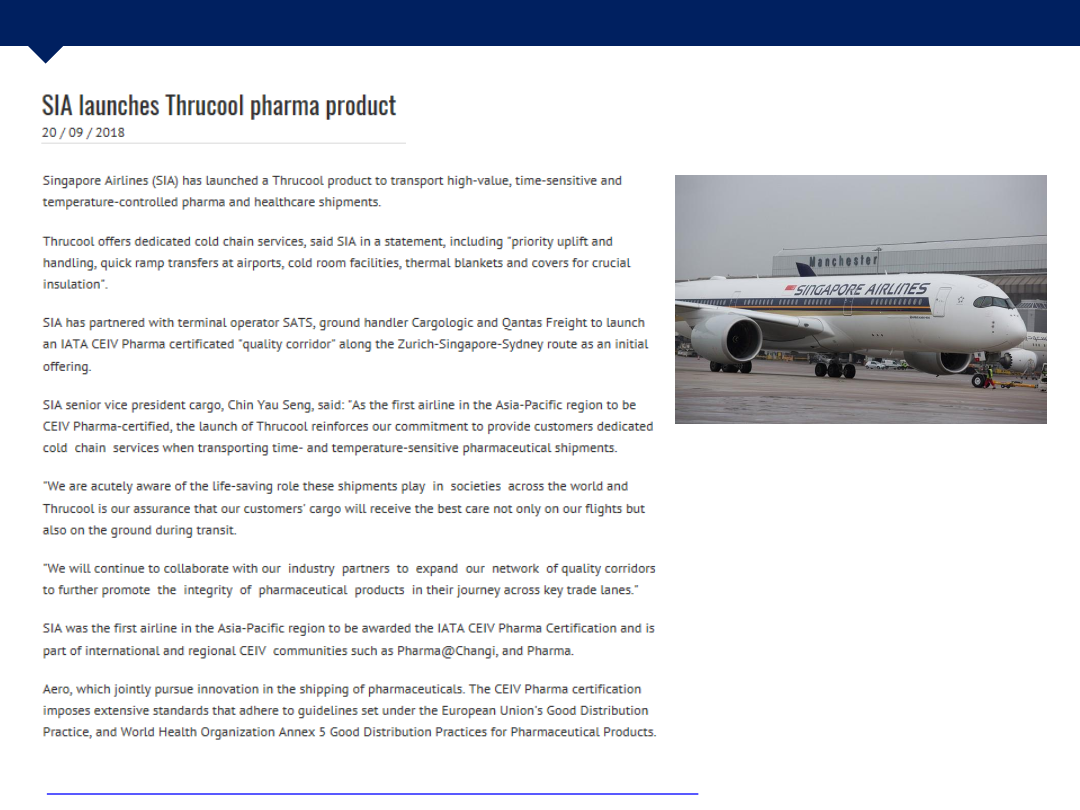 SIA launches Thrucool pharma product
20 / 09 / 2018
Singapore Airlines (SIA) has launched a Thrucool product to transport high-value, time-sensitive and
temperature-controlled pharma and healthcare shipments.
Thrucool offers dedicated cold chain services, said SIA in a statement, including "priority uplift and
handling, quick ramp transfers at airports, cold room facilities, thermal blankets and covers for crucial
insulation".
SIA has partnered with terminal operator SATS, ground handler Cargologic and Qantas Freight to launch
an IATA CEIV Pharma certificated "quality corridor" along the Zurich-Singapore-Sydney route as an initial
offering.
SIA senior vice president cargo, Chin Yau Seng, said: "As the first airline in the Asia-Pacific region to be
CEIV Pharma-certified, the launch of Thrucool reinforces our commitment to provide customers dedicated
cold chain services when transporting time- and temperature-sensitive pharmaceutical shipments.
"We are acutely aware of the life-saving role these shipments play in societies across the world and
Thrucool is our assurance that our customers' cargo will receive the best care not only on our flights but
also on the ground during transit.
"We will continue to collaborate with our industry partners to expand our network of quality corridors
to further promote the integrity of pharmaceutical products in their journey across key trade lanes."
SIA was the first airline in the Asia-Pacific region to be awarded the IATA CEIV Pharma Certification and is
part of international and regional CEIV communities such as Pharma@Changi, and Pharma.
Aero, which jointly pursue innovation in the shipping of pharmaceuticals. The CEIV Pharma certification
imposes extensive standards that adhere to guidelines set under the European Union's Good Distribution
Practice, and World Health Organization Annex 5 Good Distribution Practices for Pharmaceutical Products.
Manchester
SINGAPORE AIRLINES